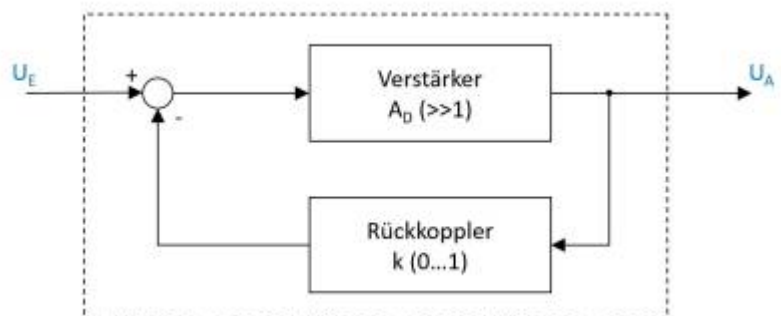 U_E
+
-
Verstärker
A_D (>>1)
U_A
Rückkoppler
k (0...1)